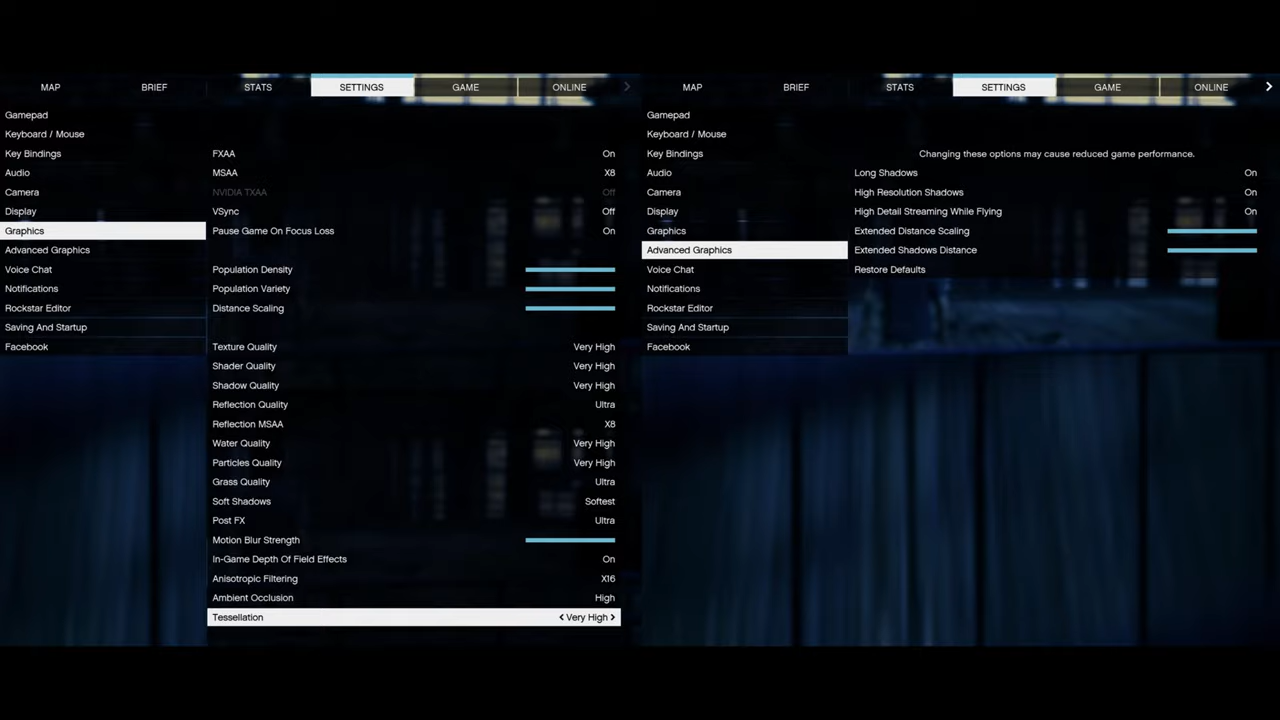 MAP BRIEF STATS SETTINGS GAME ONLINE
Gamepad
Keyboard / Mouse
Key Bindings
Audio
Camera
Display
Graphics
Advanced Graphics
Voice Chat
Notifications
Rockstar Editor
Saving And Startup
Facebook
FXAA On
MSAA X8
NVIDIA TXAA Off
VSync Off
Pause Game On Focus Loss On
Population Density
Population Variety
Distance Scaling
Texture Quality Very High
Shader Quality Very High
Shadow Quality Very High
Reflection Quality Ultra
Reflection MSAA X8
Water Quality Very High
Particles Quality Very High
Grass Quality Ultra
Soft Shadows Softest
Post FX Ultra
Motion Blur Strength
In-Game Depth Of Field Effects On
Anisotropic Filtering X16
Ambient Occlusion High
Tessellation < Very High >
MAP BRIEF STATS SETTINGS GAME ONLINE >
Gamepad
Keyboard / Mouse
Key Bindings
Audio
Camera
Display
Graphics
Advanced Graphics
Voice Chat
Notifications
Rockstar Editor
Saving And Startup
Facebook
Changing these options may cause reduced game performance.
Long Shadows On
High Resolution Shadows On
High Detail Streaming While Flying On
Extended Distance Scaling
Extended Shadows Distance
Restore Defaults